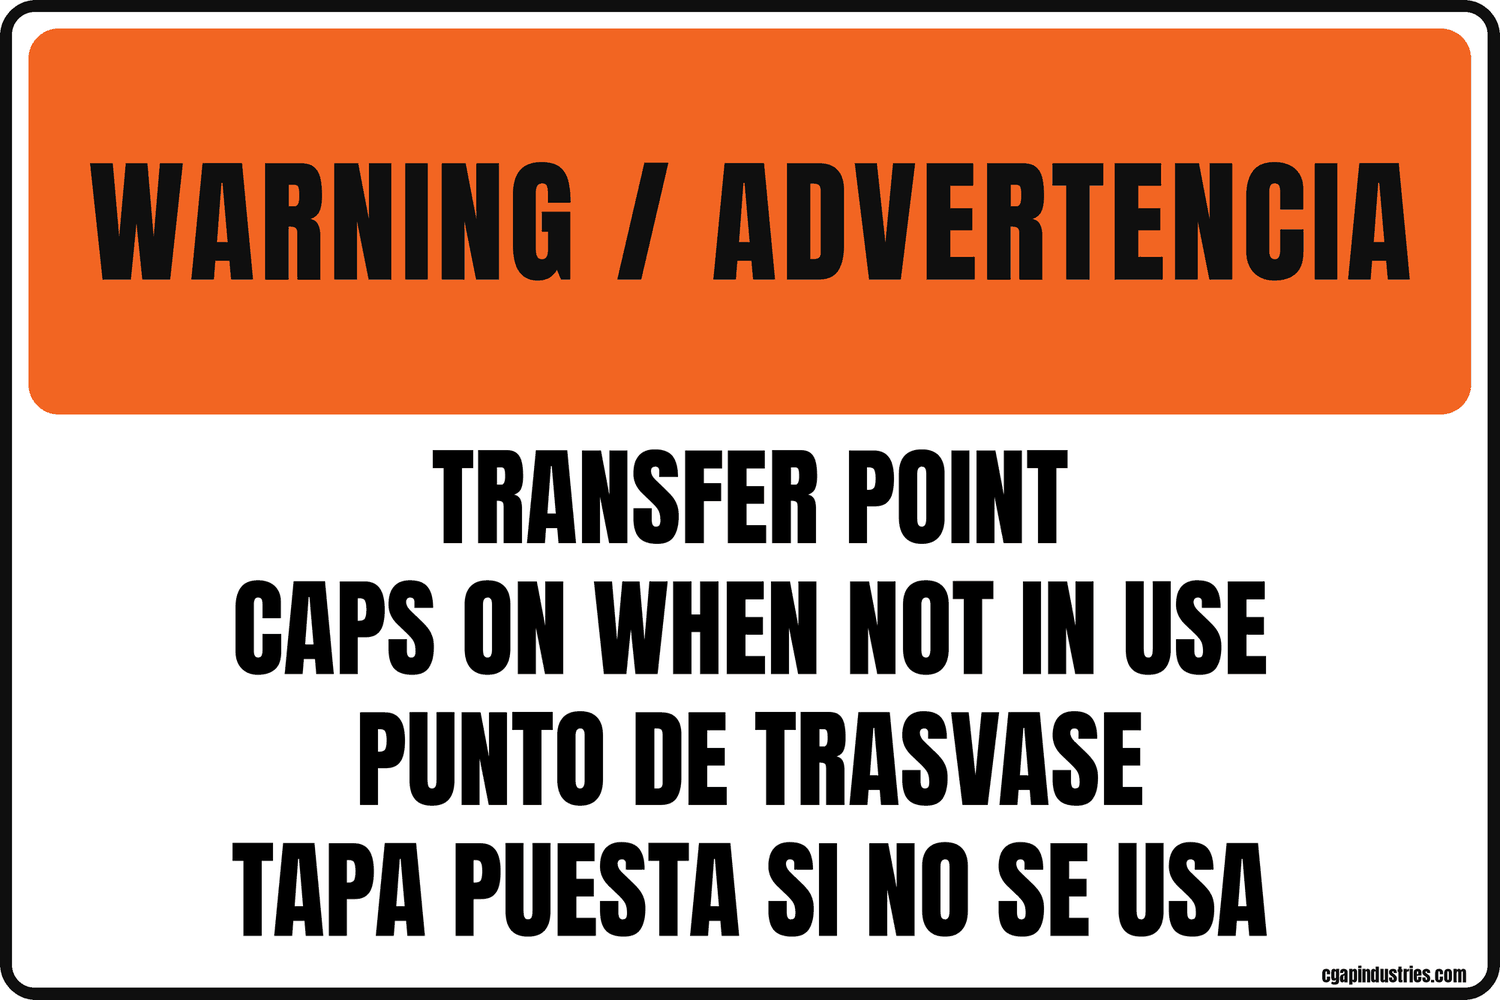 WARNING / ADVERTENCIA
TRANSFER POINT
CAPS ON WHEN NOT IN USE
PUNTO DE TRASVASE
TAPA PUESTA SI NO SE USA
cgapindustries.com